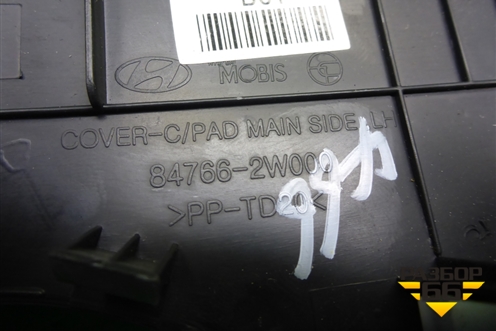 MOBIS
COVER-C/PAD MAIN SIDE, LH
84766-2W000
>PP-TD20<
РАЗБОР
66